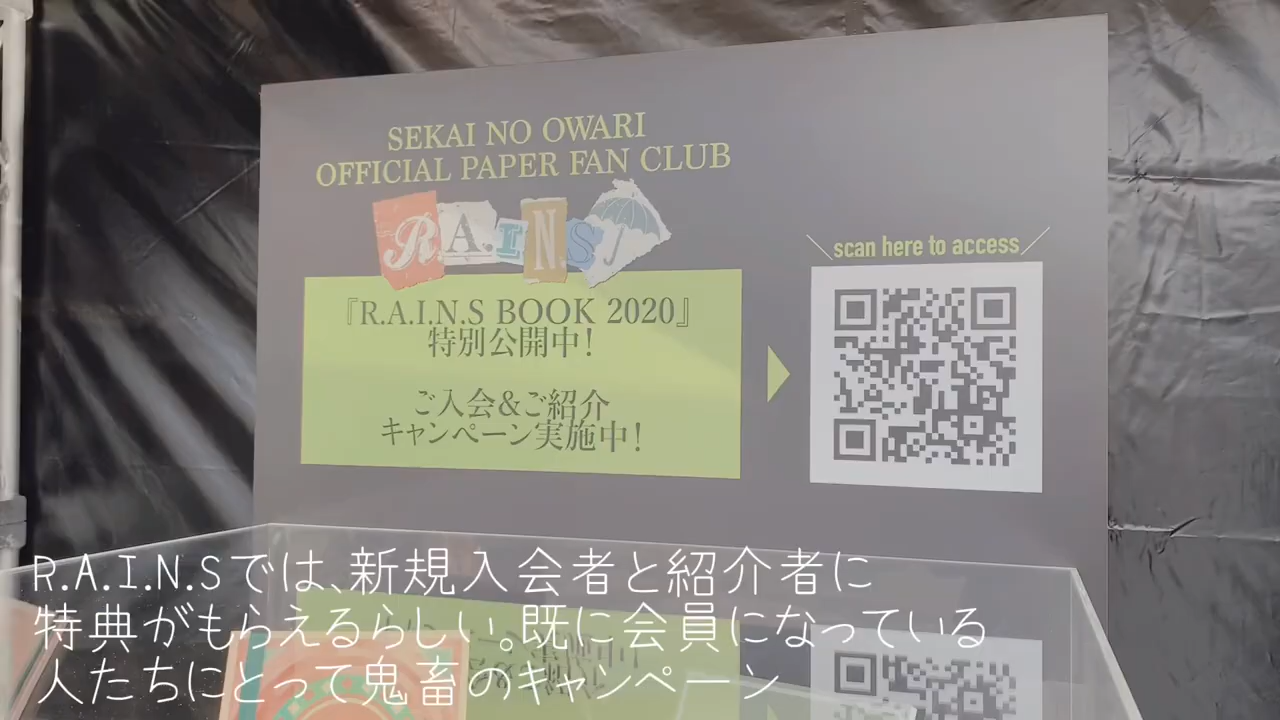 SEKAI NO OWARI
OFFICIAL PAPER FAN CLUB
R.A.I.N.S
『R.A.I.N.S BOOK 2020』
特別公開中!
ご入会&ご紹介
キャンペーン実施中!
scan here to access
R.A.I.N.Sでは、新規入会者と紹介者に
特典がもらえるらしい。既に会員になっている
人たちにとって鬼畜のキャンペーン